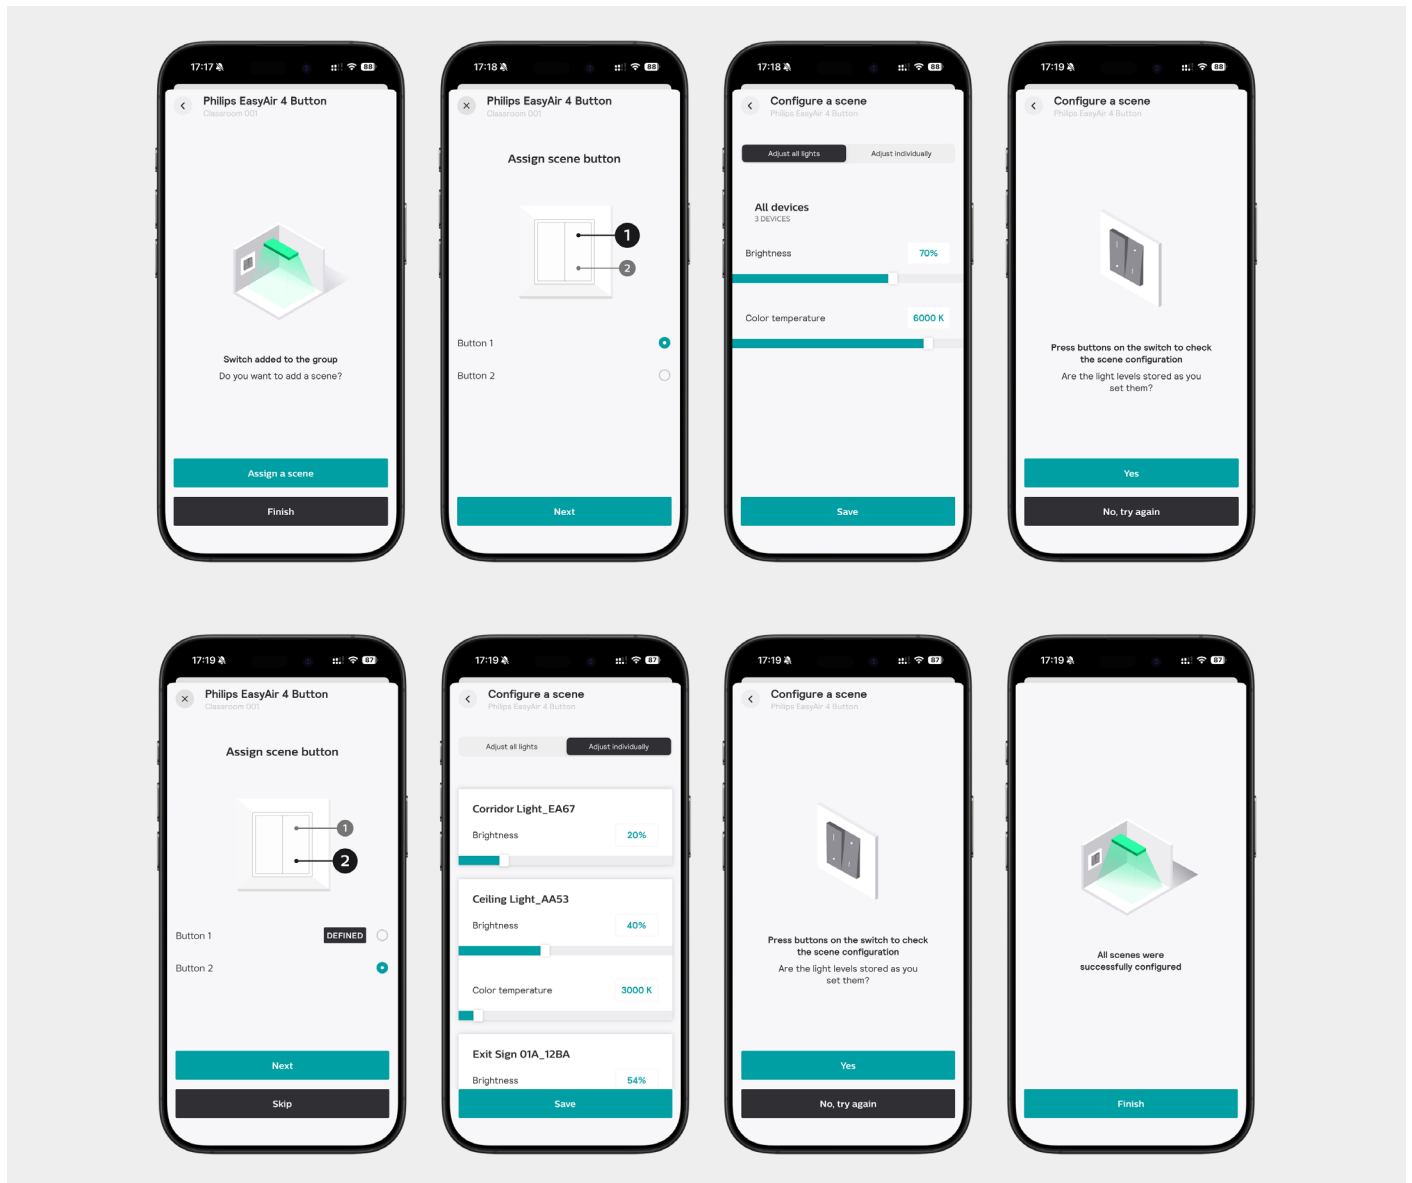 17:17
88
Philips EasyAir 4 Button
Classroom 001
Switch added to the group
Do you want to add a scene?
Assign a scene
Finish
17:18
88
Philips EasyAir 4 Button
Classroom 001
Assign scene button
1
2
Button 1
Button 2
Next
17:18
88
Configure a scene
Philips EasyAir 4 Button
Adjust all lights
Adjust individually
All devices
3 DEVICES
Brightness
70%
Color temperature
6000 K
Save
17:19
88
Configure a scene
Philips EasyAir 4 Button
Press buttons on the switch to check
the scene configuration
Are the light levels stored as you
set them?
Yes
No, try again
17:19
87
Philips EasyAir 4 Button
Classroom 001
Assign scene button
1
2
Button 1
DEFINED
Button 2
Next
Skip
17:19
87
Configure a scene
Philips EasyAir 4 Button
Adjust all lights
Adjust individually
Corridor Light_EA67
Brightness
20%
Ceiling Light_AA53
Brightness
40%
Color temperature
3000 K
Exit Sign 01A_12BA
Brightness
54%
Save
17:19
87
Configure a scene
Philips EasyAir 4 Button
Press buttons on the switch to check
the scene configuration
Are the light levels stored as you
set them?
Yes
No, try again
17:19
87
All scenes were
successfully configured
Finish